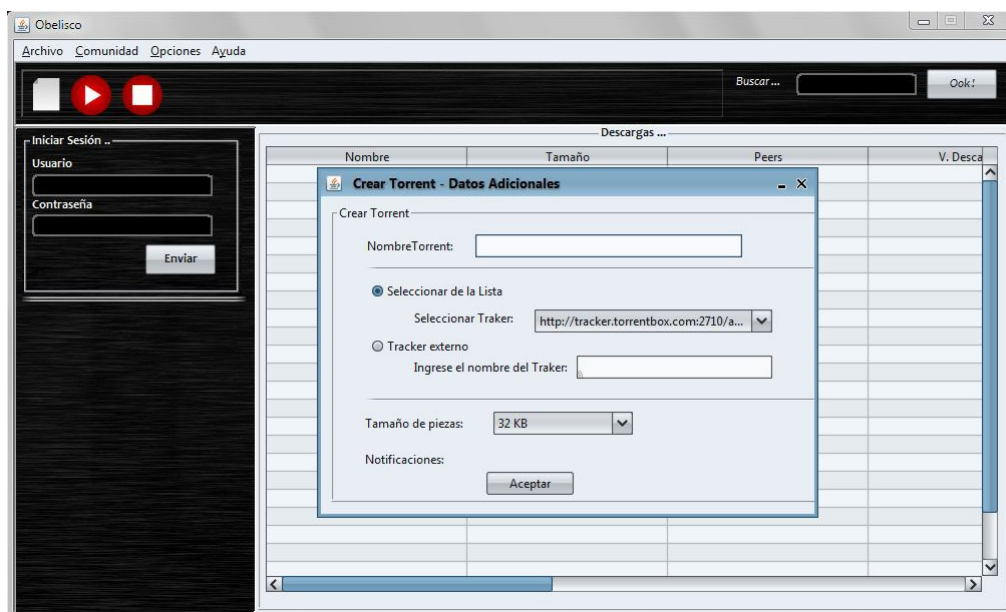 Obelisco
Archivo Comunidad Opciones Ayuda
Buscar ... Ook!
Iniciar Sesión ..
Usuario
Contraseña
Enviar
Descargas ...
Nombre Tamaño Peers V. Desca
Crear Torrent - Datos Adicionales
Crear Torrent
NombreTorrent:
Seleccionar de la Lista
Seleccionar Traker: http://tracker.torrentbox.com:2710/a...
Tracker externo
Ingrese el nombre del Traker:
Tamaño de piezas: 32 KB
Notificaciones:
Aceptar